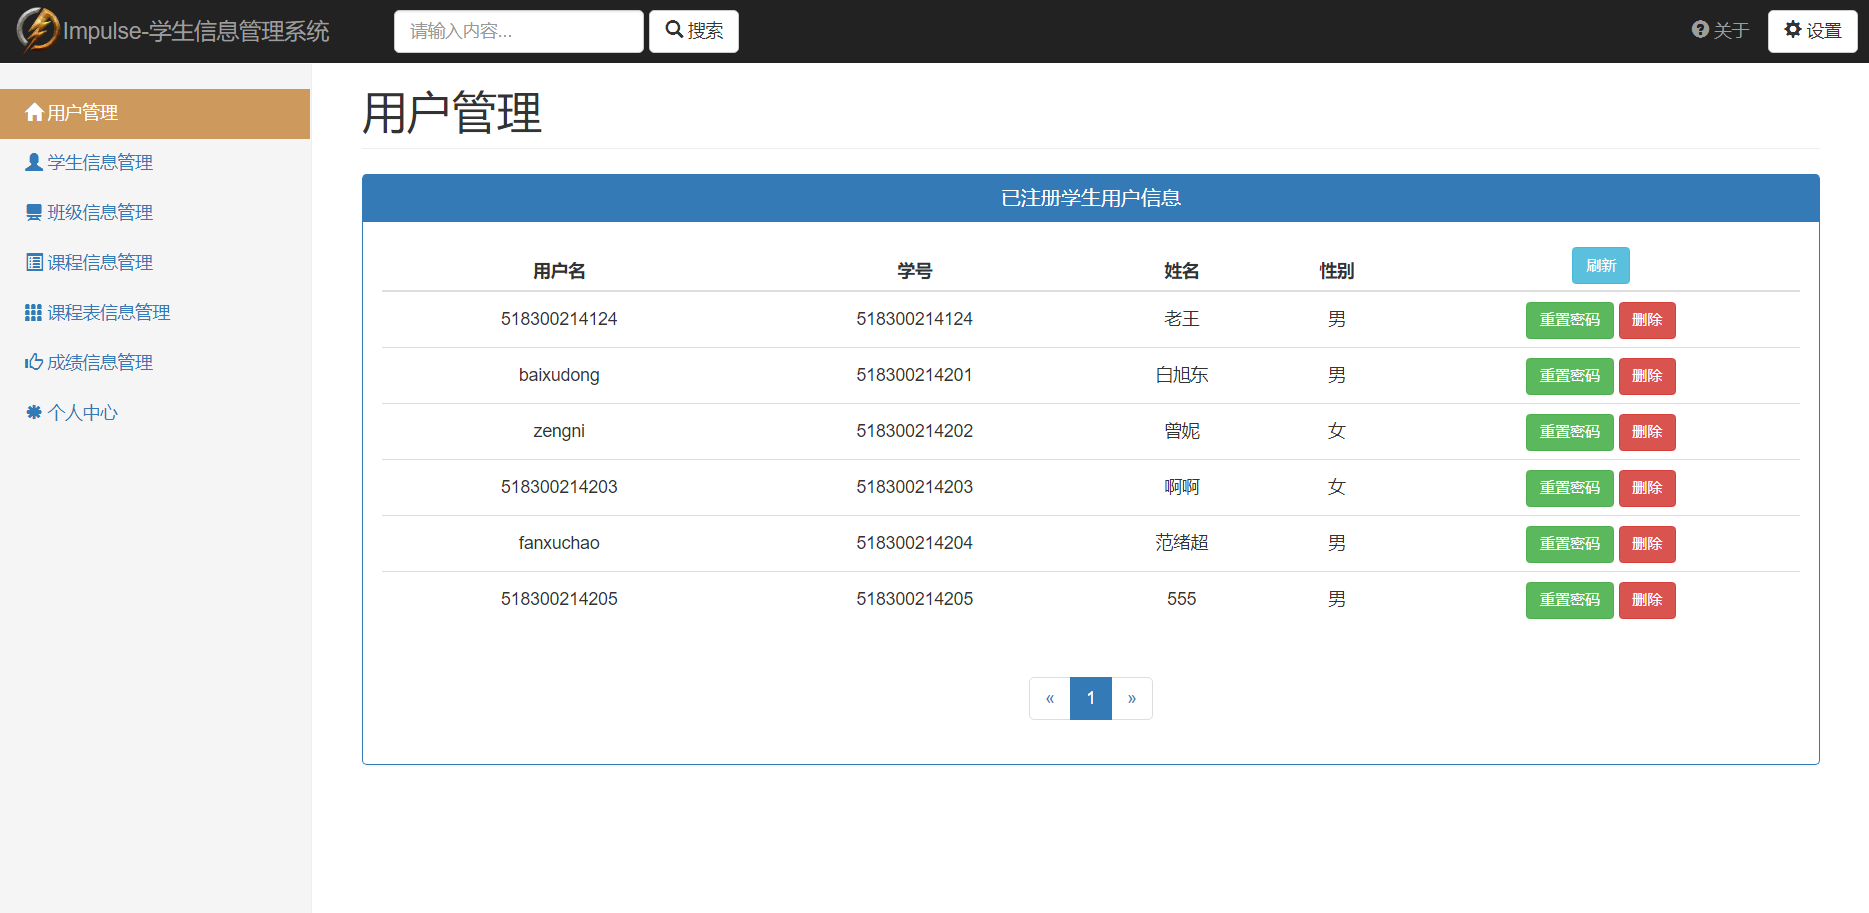 Impulse-学生信息管理系统 请输入内容... 搜索 关于 设置
用户管理
学生信息管理
班级信息管理
课程信息管理
课程表信息管理
成绩信息管理
个人中心
用户管理
已注册学生用户信息
用户名 学号 姓名 性别 刷新
518300214124 518300214124 老王 男 重置密码 删除
baixudong 518300214201 白旭东 男 重置密码 删除
zengni 518300214202 曾妮 女 重置密码 删除
518300214203 518300214203 啊啊 女 重置密码 删除
fanxuchao 518300214204 范绪超 男 重置密码 删除
518300214205 518300214205 555 男 重置密码 删除
« 1 »